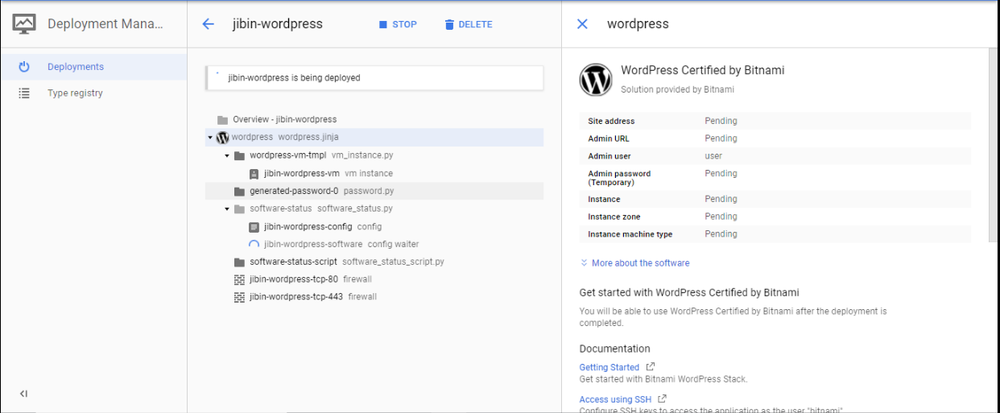 Deployment Mana...
Deployments
Type registry
jibin-wordpress
STOP
DELETE
jibin-wordpress is being deployed
Overview - jibin-wordpress
wordpress wordpress.jinja
wordpress-vm-tmpl vm_instance.py
jibin-wordpress-vm vm instance
generated-password-0 password.py
software-status software_status.py
jibin-wordpress-config config
jibin-wordpress-software config waiter
software-status-script software_status_script.py
jibin-wordpress-tcp-80 firewall
jibin-wordpress-tcp-443 firewall
wordpress
WordPress Certified by Bitnami
Solution provided by Bitnami
Site address Pending
Admin URL Pending
Admin user user
Admin password Pending
(Temporary)
Instance Pending
Instance zone Pending
Instance machine type Pending
More about the software
Get started with WordPress Certified by Bitnami
You will be able to use WordPress Certified by Bitnami after the deployment is
completed.
Documentation
Getting Started
Get started with Bitnami WordPress Stack.
Access using SSH
Configure SSH keys to access the application as the user "bitnami"